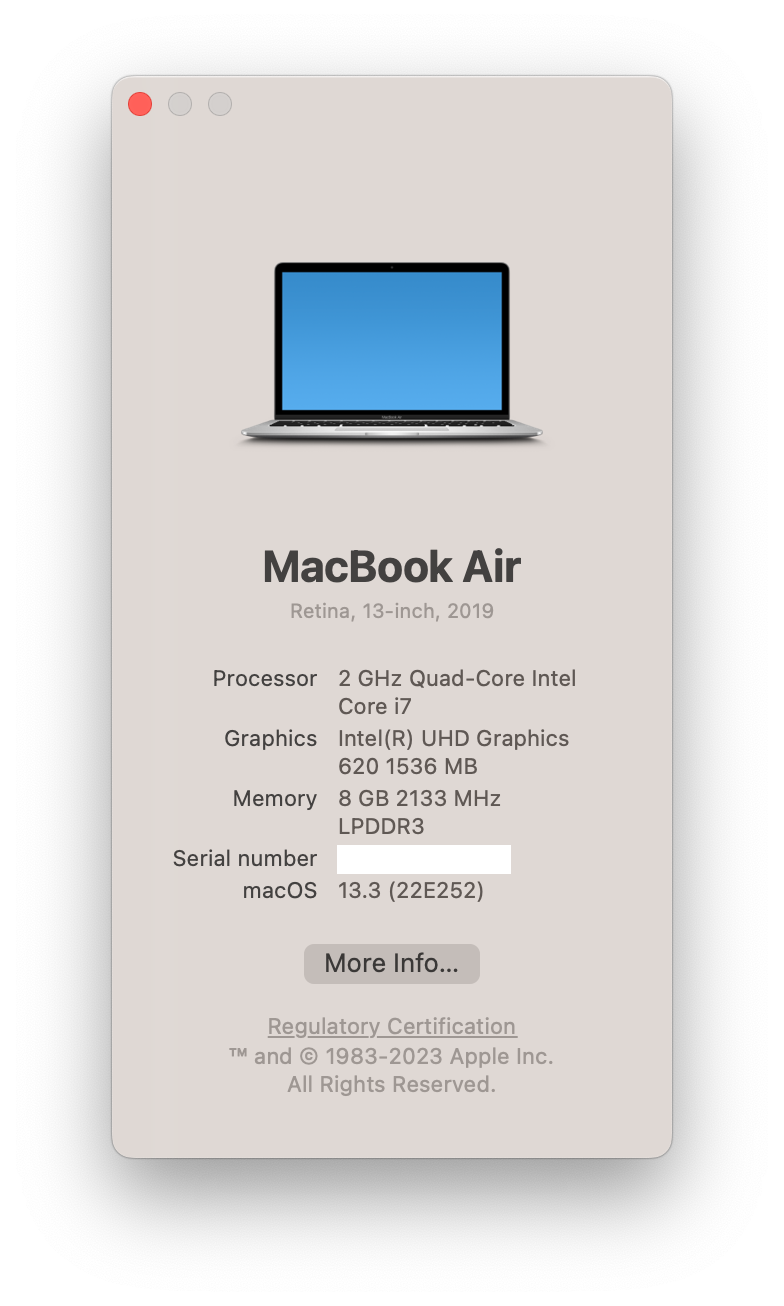 MacBook Air
Retina, 13-inch, 2019
Processor 2 GHz Quad-Core Intel
Core i7
Graphics Intel(R) UHD Graphics
620 1536 MB
Memory 8 GB 2133 MHz
LPDDR3
Serial number
macOS 13.3 (22E252)
More Info...
Regulatory Certification
™ and © 1983-2023 Apple Inc.
All Rights Reserved.